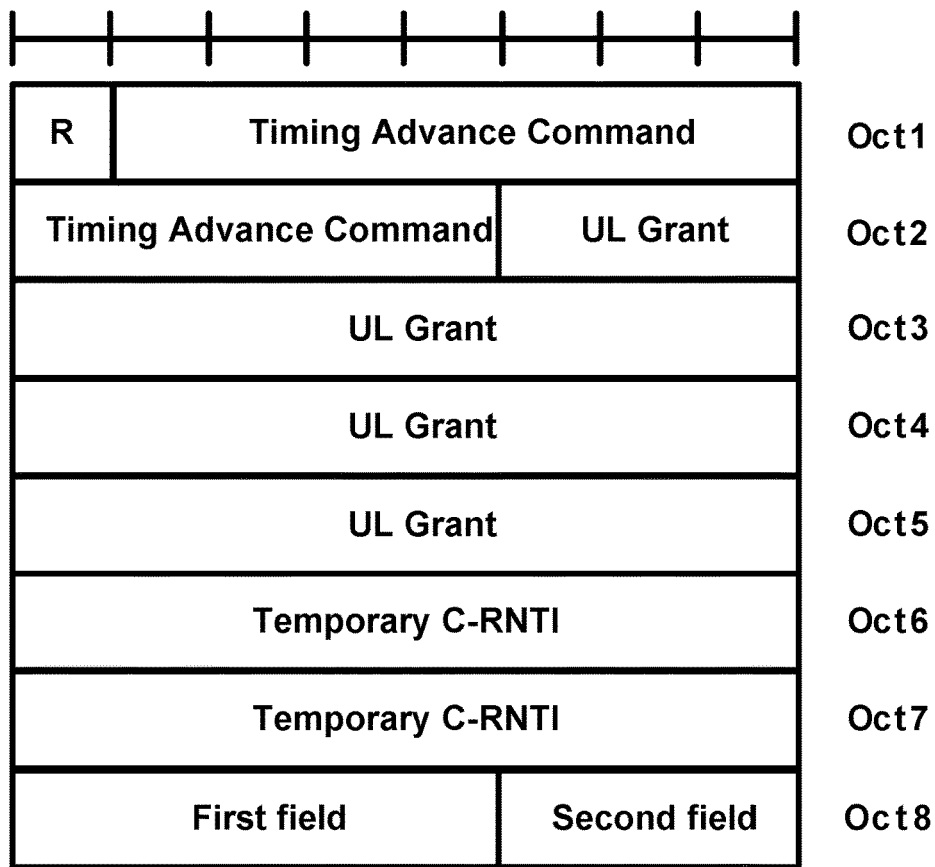 R Timing Advance Command Oct1
Timing Advance Command UL Grant Oct2
UL Grant Oct3
UL Grant Oct4
UL Grant Oct5
Temporary C-RNTI Oct6
Temporary C-RNTI Oct7
First field Second field Oct8